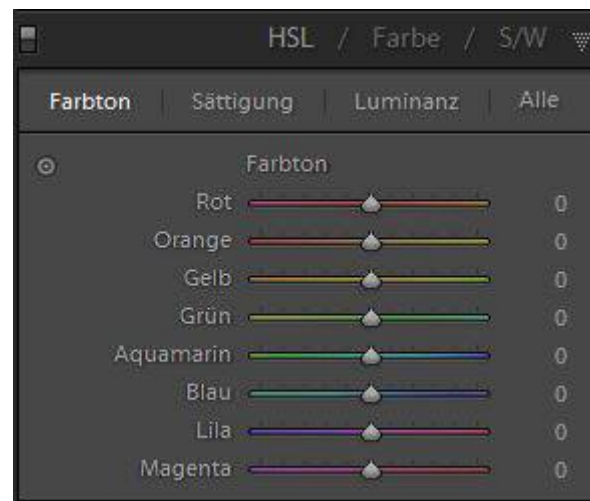 HSL / Farbe / S/W
Farbton | Sättigung | Luminanz | Alle
Farbton
Rot 0
Orange 0
Gelb 0
Grün 0
Aquamarin 0
Blau 0
Lila 0
Magenta 0